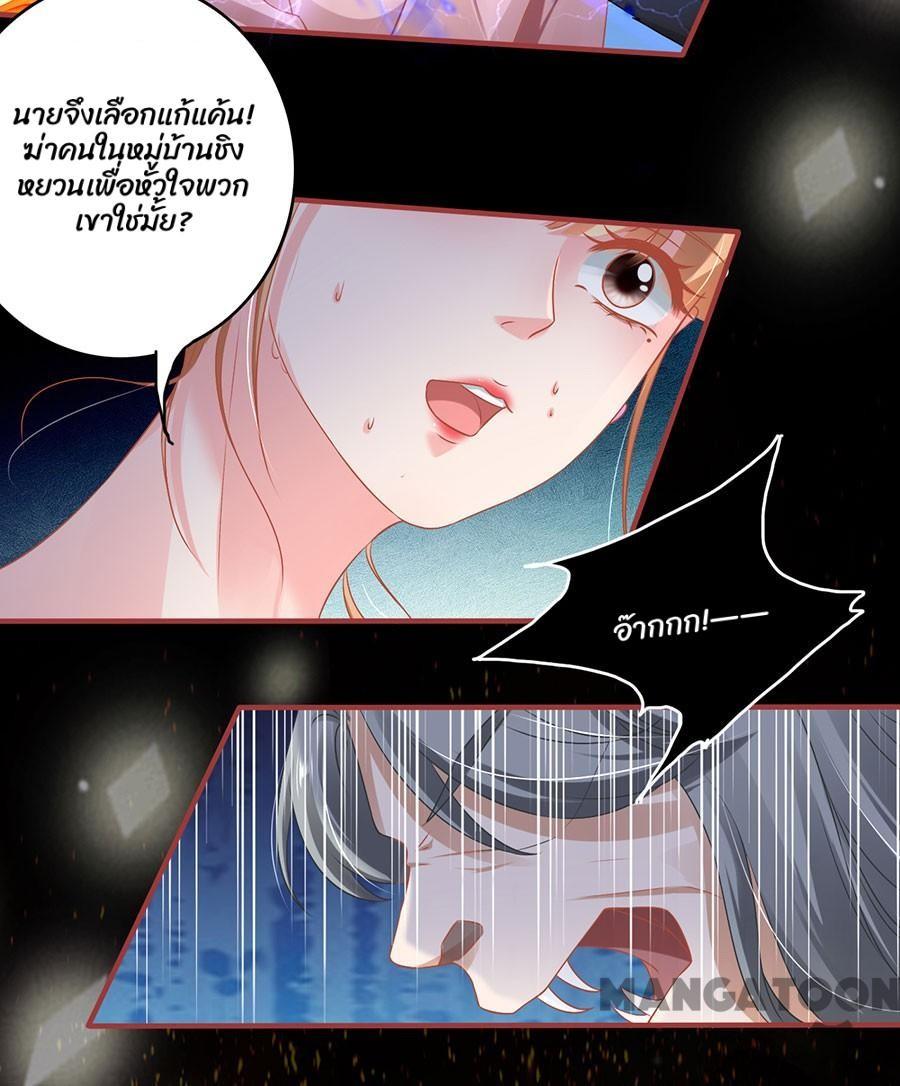 นายจึงเลือกแก้แค้น!
ฆ่าคนในหมู่บ้านชิง
หยวนเพื่อหัวใจพวก
เขาใช่มั้ย?
อ๊ากกก!——
MANGATOON